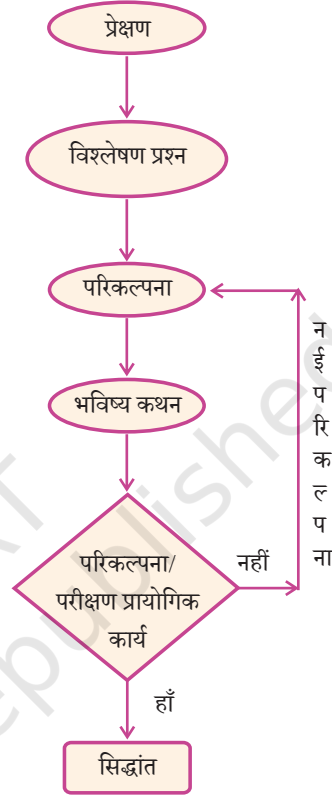 प्रेक्षण
विश्लेषण प्रश्न
परिकल्पना
भविष्य कथन
परिकल्पना/
परीक्षण प्रायोगिक
कार्य
नहीं
नई परिकल्पना
हाँ
सिद्धांत